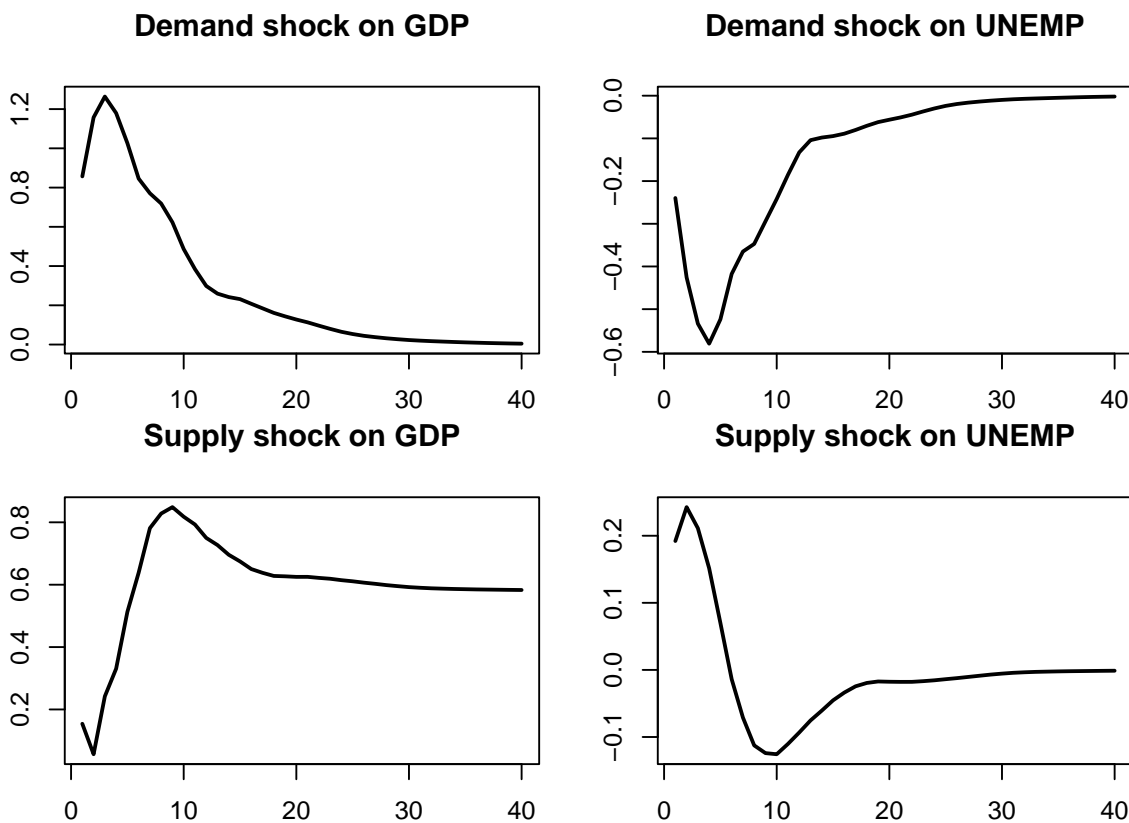 Demand shock on GDP
0.0 0.4 0.8 1.2
0 10 20 30 40
Demand shock on UNEMP
−0.6 −0.4 −0.2 0.0
0 10 20 30 40
Supply shock on GDP
0.2 0.4 0.6 0.8
0 10 20 30 40
Supply shock on UNEMP
−0.1 0.0 0.1 0.2
0 10 20 30 40